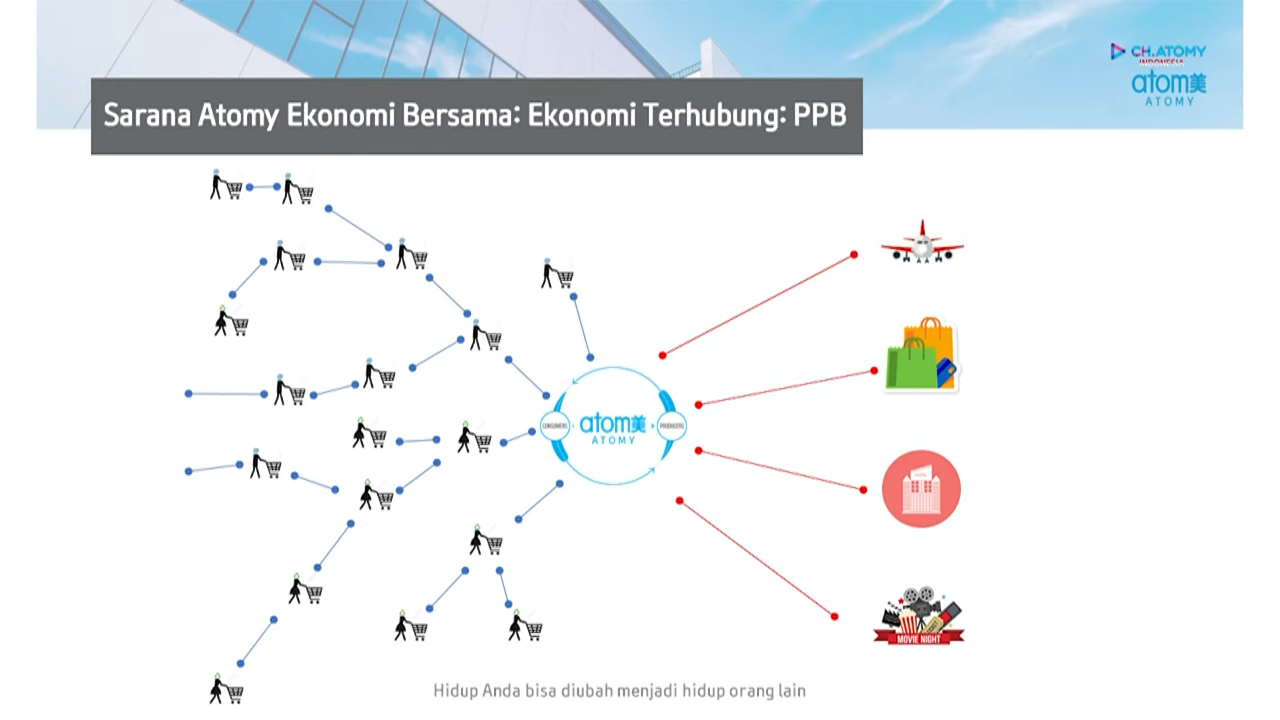 CH.ATOMY
INDONESIA
atom美
ATOMY
Sarana Atomy Ekonomi Bersama: Ekonomi Terhubung: PPB
CONSUMERS
atom美
ATOMY
PRODUCERS
HOTEL
MOVIE NIGHT
Hidup Anda bisa diubah menjadi hidup orang lain